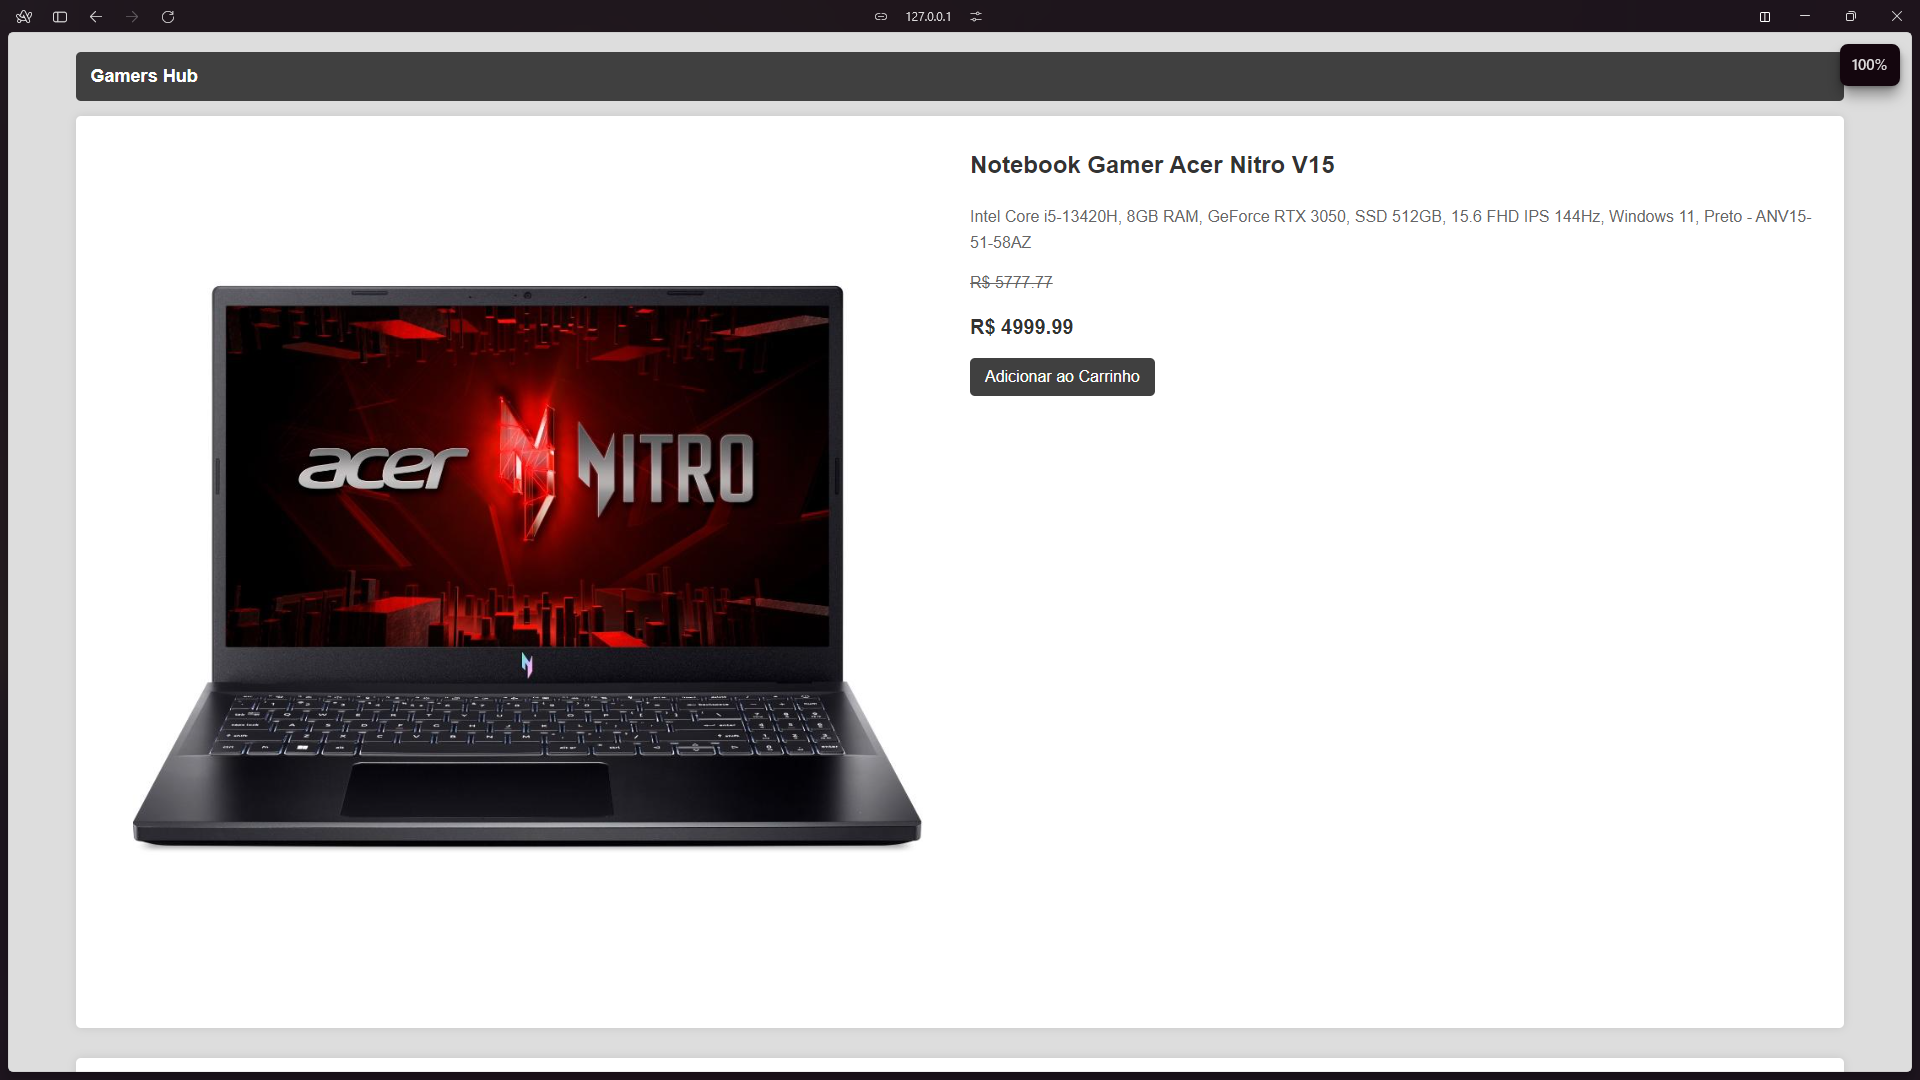 127.0.0.1
100%
Gamers Hub
Notebook Gamer Acer Nitro V15
Intel Core i5-13420H, 8GB RAM, GeForce RTX 3050, SSD 512GB, 15.6 FHD IPS 144Hz, Windows 11, Preto - ANV15-
51-58AZ
R$ 5777.77
R$ 4999.99
Adicionar ao Carrinho
acer NITRO